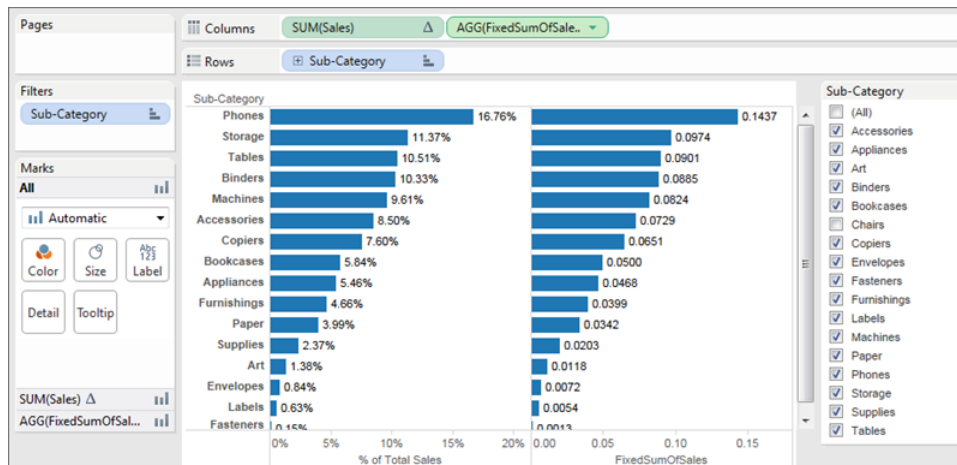 Pages
Columns
SUM(Sales) Δ
AGG(FixedSumOfSale..
Rows
Sub-Category
Filters
Sub-Category
Marks
All
Automatic
Color
Size
Abc
123
Label
Detail
Tooltip
SUM(Sales) Δ
AGG(FixedSumOfSal...
Sub-Category
Phones 16.76% 0.1437
Storage 11.37% 0.0974
Tables 10.51% 0.0901
Binders 10.33% 0.0885
Machines 9.61% 0.0824
Accessories 8.50% 0.0729
Copiers 7.60% 0.0651
Bookcases 5.84% 0.0500
Appliances 5.46% 0.0468
Furnishings 4.66% 0.0399
Paper 3.99% 0.0342
Supplies 2.37% 0.0203
Art 1.38% 0.0118
Envelopes 0.84% 0.0072
Labels 0.63% 0.0054
Fasteners 0.15% 0.0013
0% 5% 10% 15% 20% 0.00 0.05 0.10 0.15
% of Total Sales FixedSumOfSales
Sub-Category
(All)
Accessories
Appliances
Art
Binders
Bookcases
Chairs
Copiers
Envelopes
Fasteners
Furnishings
Labels
Machines
Paper
Phones
Storage
Supplies
Tables